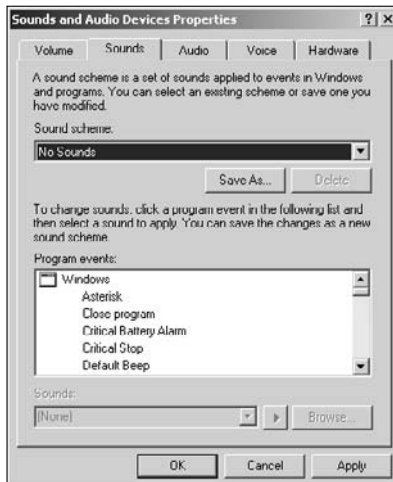 Sounds and Audio Devices Properties
Volume Sounds Audio Voice Hardware
A sound scheme is a set of sounds applied to events in Windows
and programs. You can select an existing scheme or save one you
have modified.
Sound scheme:
No Sounds
Save As... Delete
To change sounds, click a program event in the following list and
then select a sound to apply. You can save the changes as a new
sound scheme.
Program events:
Windows
Asterisk
Close program
Critical Battery Alarm
Critical Stop
Default Beep
Sounds:
(None) Browse...
OK Cancel Apply